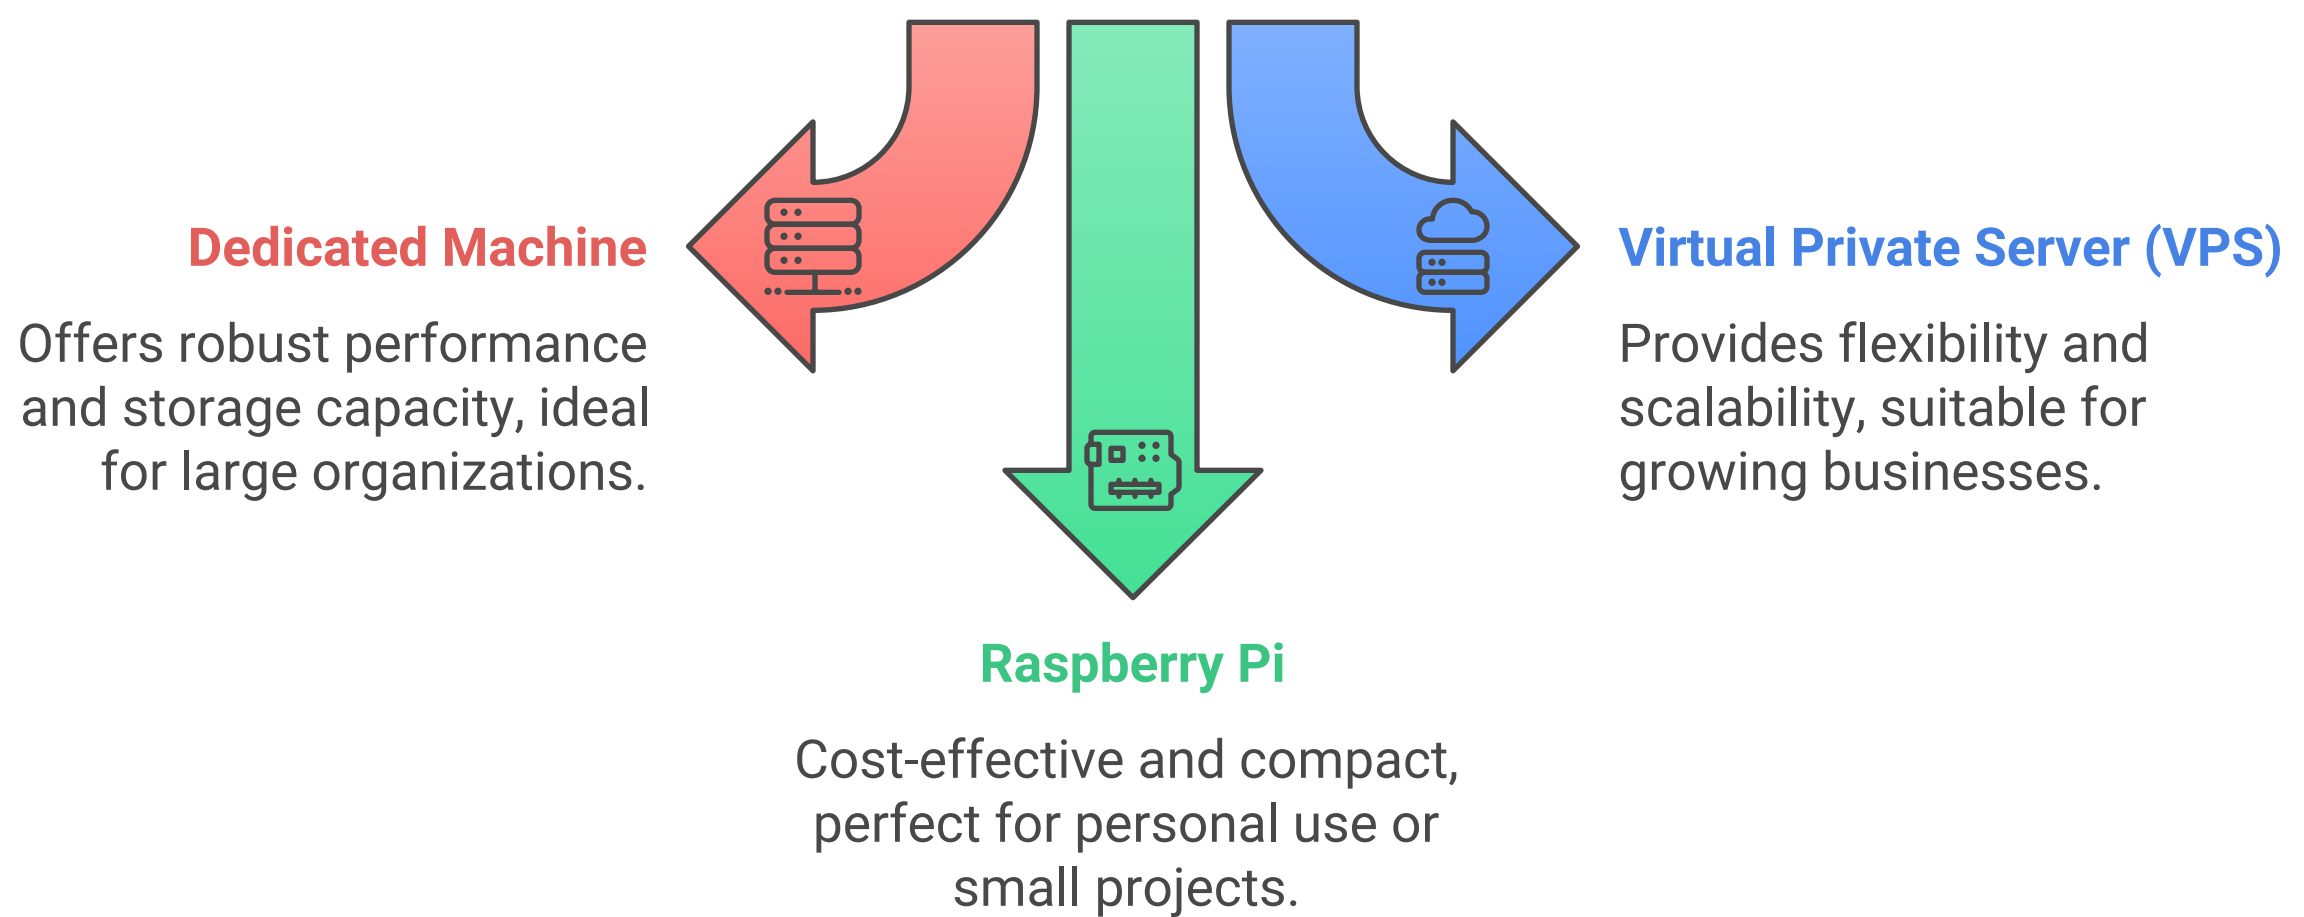 Dedicated Machine
Offers robust performance
and storage capacity, ideal
for large organizations.
Virtual Private Server (VPS)
Provides flexibility and
scalability, suitable for
growing businesses.
Raspberry Pi
Cost-effective and compact,
perfect for personal use or
small projects.